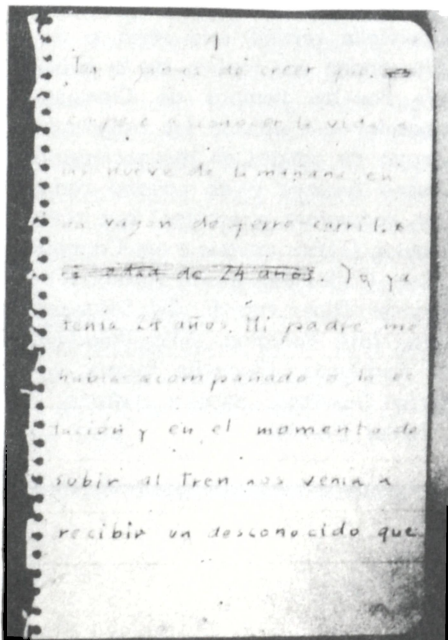 1
ganas de creer que
empecé a conocer la vida a
las nueve de la mañana en
un vagón de ferro-carril
edad de 24 años. Yo ya
tenía 24 años. Mi padre me
había acompañado a la es
tación y en el momento de
subir al tren nos venía a
recibir un desconocido que